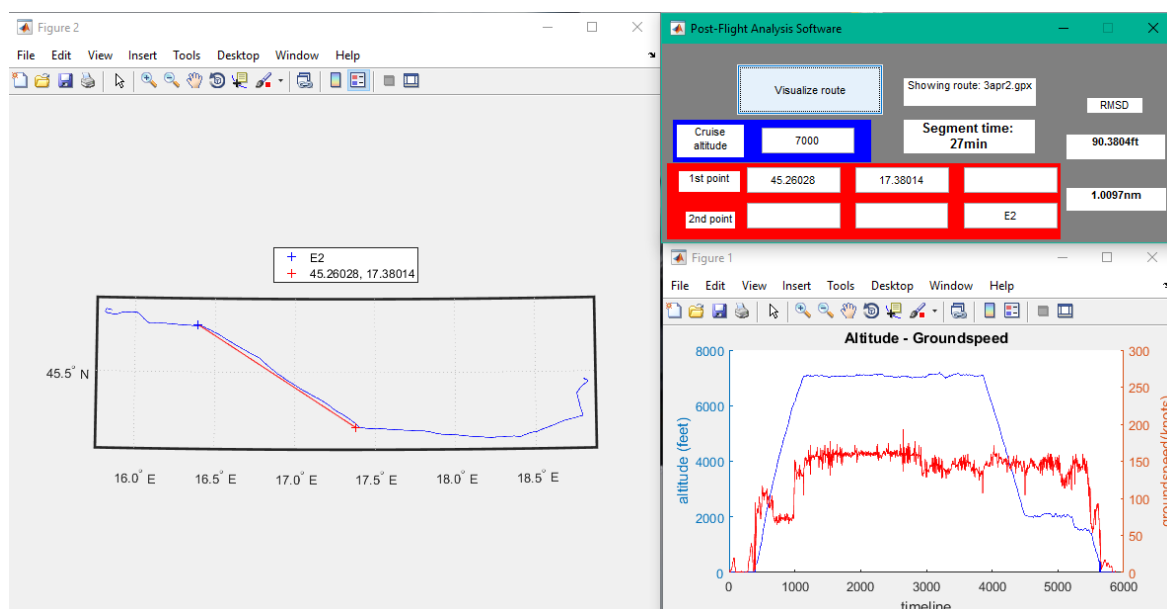 Figure 2
File Edit View Insert Tools Desktop Window Help
E2
45.26028, 17.38014
45.5° N
16.0° E 16.5° E 17.0° E 17.5° E 18.0° E 18.5° E
Post-Flight Analysis Software
Visualize route
Showing route: 3apr2.gpx
RMSD
Cruise
altitude
7000
Segment time:
27min
90.3804ft
1st point 45.26028 17.38014
1.0097nm
2nd point E2
Figure 1
File Edit View Insert Tools Desktop Window Help
Altitude - Groundspeed
altitude (feet)
8000
6000
4000
2000
0
300
250
200
150
100
50
0
groundspeed(knots)
0 1000 2000 3000 4000 5000 6000
timeline